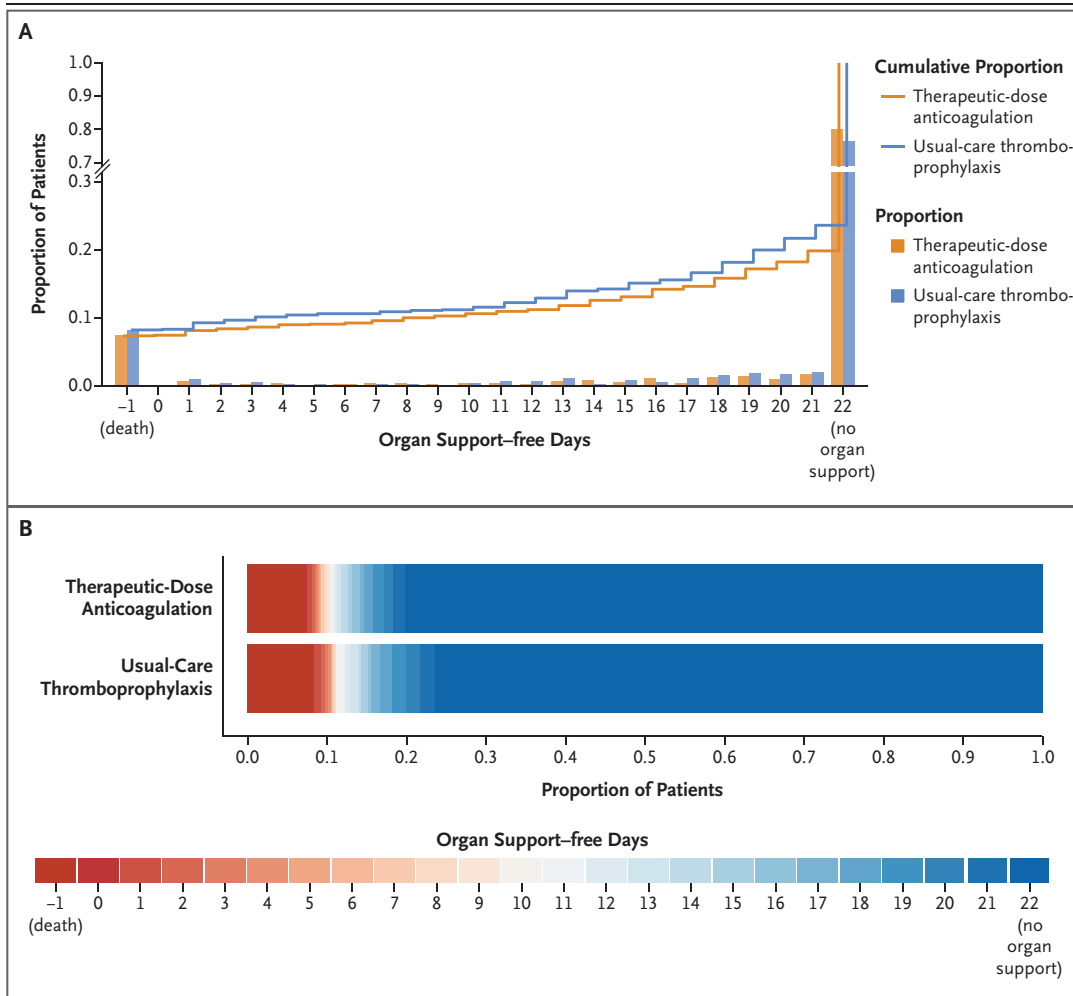 A
1.0
0.9
0.8
0.7
0.3
0.2
0.1
0.0
Proportion of Patients
–1 0 1 2 3 4 5 6 7 8 9 10 11 12 13 14 15 16 17 18 19 20 21 22
(death)
(no
organ
support)
Organ Support–free Days
Cumulative Proportion
Therapeutic-dose
anticoagulation
Usual-care thrombo-
prophylaxis
Proportion
Therapeutic-dose
anticoagulation
Usual-care thrombo-
prophylaxis
B
Therapeutic-Dose
Anticoagulation
Usual-Care
Thromboprophylaxis
0.0 0.1 0.2 0.3 0.4 0.5 0.6 0.7 0.8 0.9 1.0
Proportion of Patients
Organ Support–free Days
–1 0 1 2 3 4 5 6 7 8 9 10 11 12 13 14 15 16 17 18 19 20 21 22
(death)
(no
organ
support)